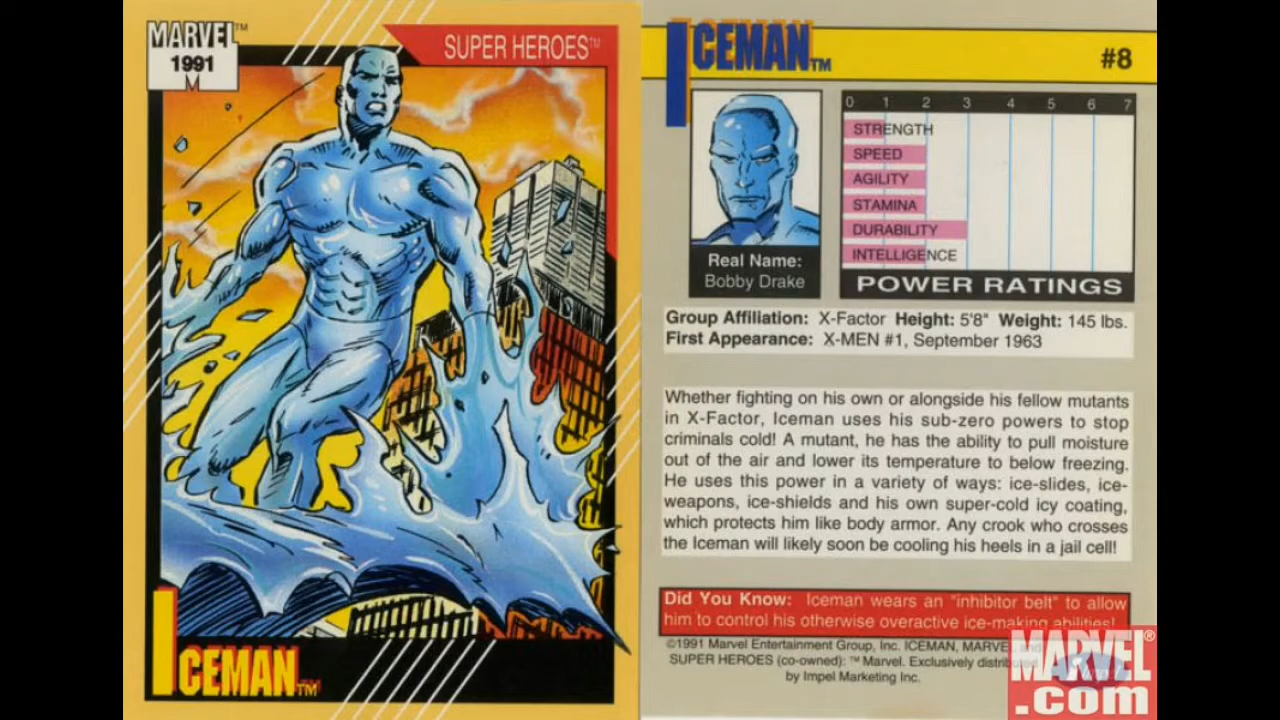 MARVEL™
1991
M
SUPER HEROES™
ICEMAN™
ICEMAN™
#8
0 1 2 3 4 5 6 7
STRENGTH
SPEED
AGILITY
STAMINA
DURABILITY
INTELLIGENCE
POWER RATINGS
Real Name:
Bobby Drake
Group Affiliation: X-Factor Height: 5'8" Weight: 145 lbs.
First Appearance: X-MEN #1, September 1963
Whether fighting on his own or alongside his fellow mutants
in X-Factor, Iceman uses his sub-zero powers to stop
criminals cold! A mutant, he has the ability to pull moisture
out of the air and lower its temperature to below freezing.
He uses this power in a variety of ways: ice-slides, ice-
weapons, ice-shields and his own super-cold icy coating,
which protects him like body armor. Any crook who crosses
the Iceman will likely soon be cooling his heels in a jail cell!
Did You Know: Iceman wears an "inhibitor belt" to allow
him to control his otherwise overactive ice-making abilities!
©1991 Marvel Entertainment Group, Inc. ICEMAN, MARVEL and
SUPER HEROES (co-owned): ™ Marvel. Exclusively distributed
by Impel Marketing Inc.
MARVEL®
.com